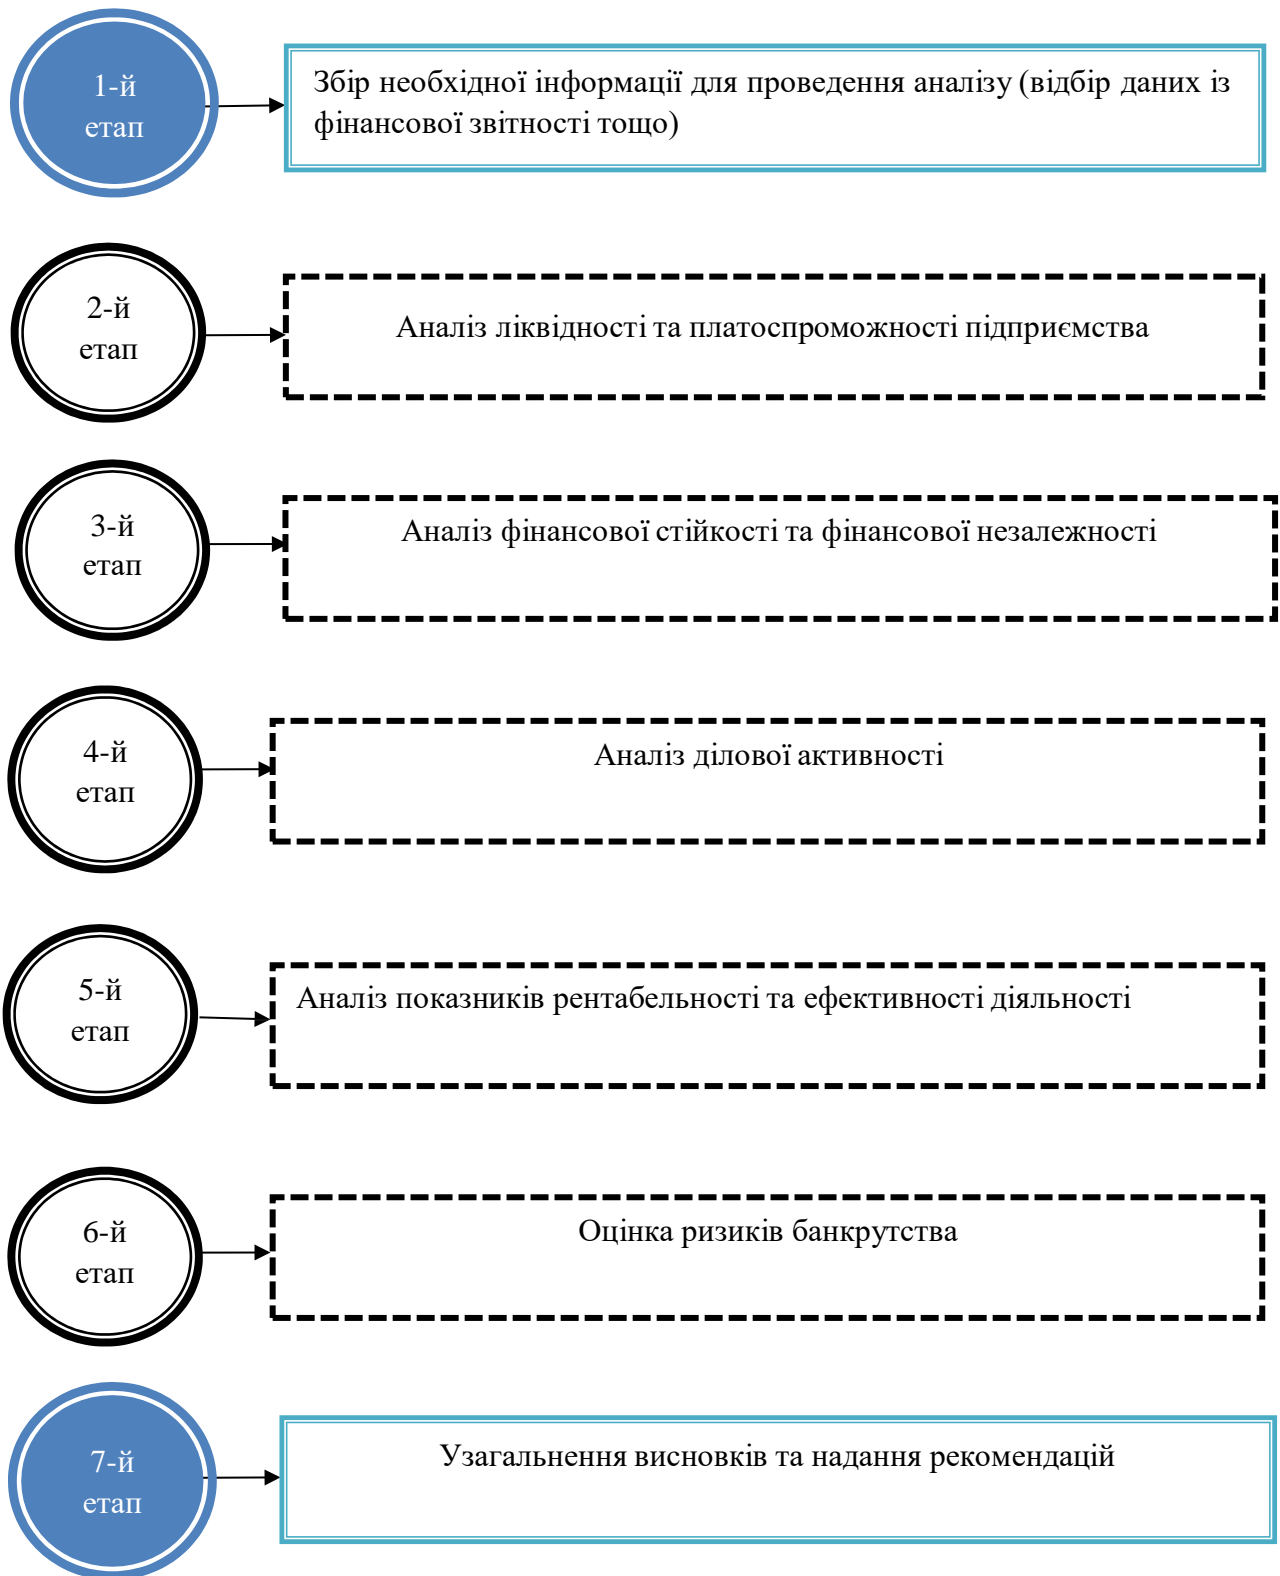 1-й
етап
Збір необхідної інформації для проведення аналізу (відбір даних із
фінансової звітності тощо)
2-й
етап
Аналіз ліквідності та платоспроможності підприємства
3-й
етап
Аналіз фінансової стійкості та фінансової незалежності
4-й
етап
Аналіз ділової активності
5-й
етап
Аналіз показників рентабельності та ефективності діяльності
6-й
етап
Оцінка ризиків банкрутства
7-й
етап
Узагальнення висновків та надання рекомендацій